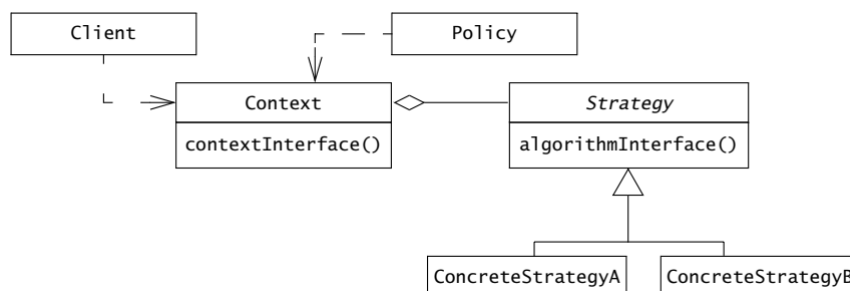 Client
Policy
Context
Strategy
contextInterface()
algorithmInterface()
ConcreteStrategyA
ConcreteStrategyB